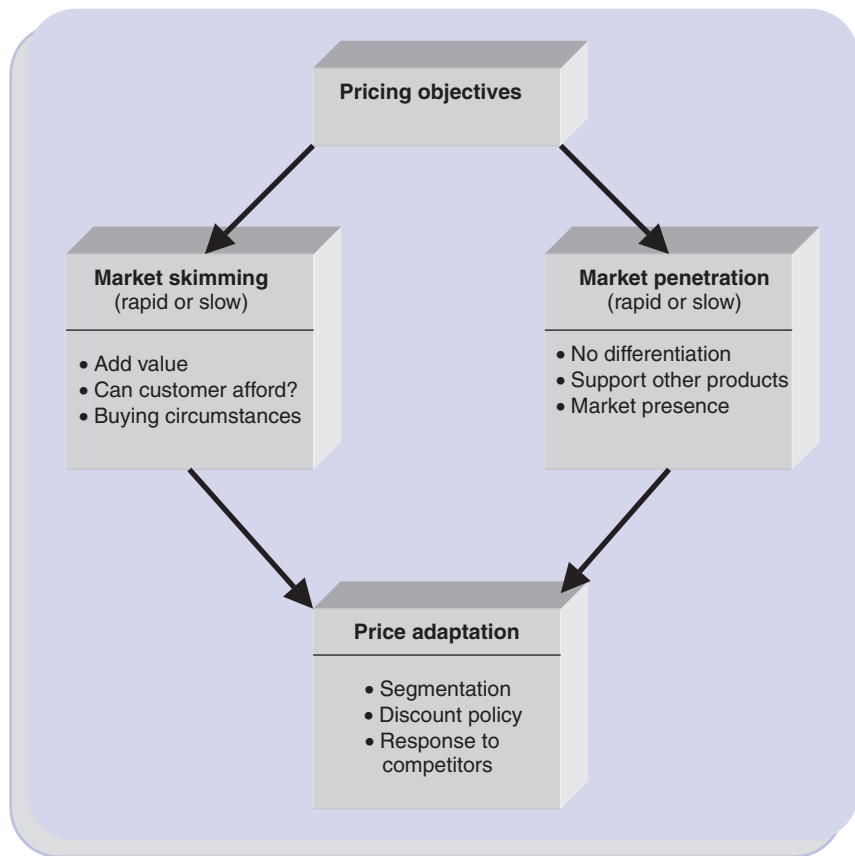 Pricing objectives
Market skimming
(rapid or slow)
• Add value
• Can customer afford?
• Buying circumstances
Market penetration
(rapid or slow)
• No differentiation
• Support other products
• Market presence
Price adaptation
• Segmentation
• Discount policy
• Response to
competitors